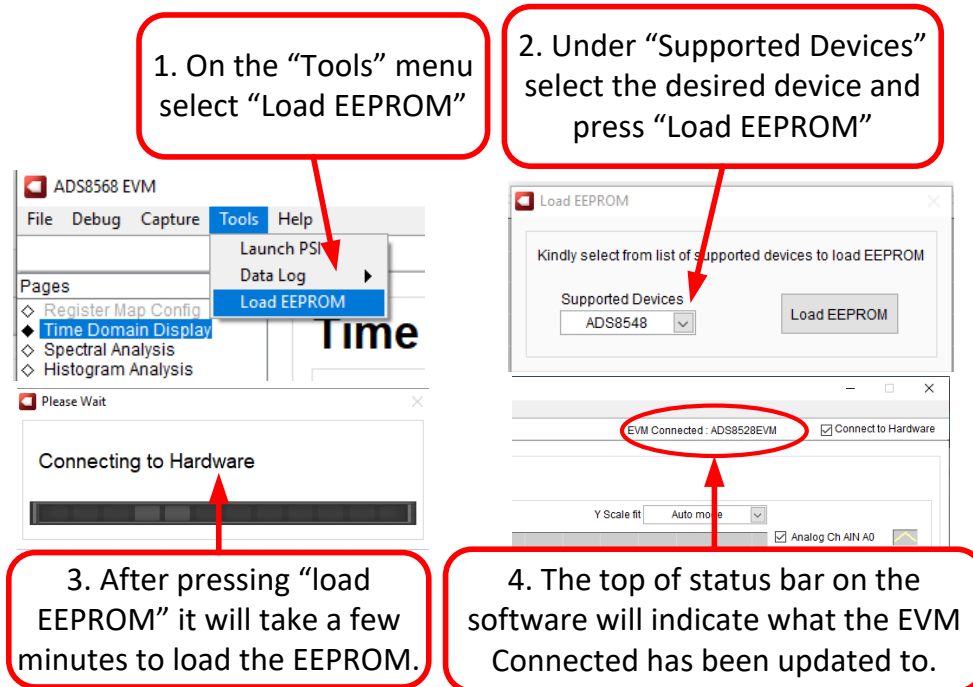 1. On the “Tools” menu
select “Load EEPROM”
2. Under “Supported Devices”
select the desired device and
press “Load EEPROM”
ADS8568 EVM
File Debug Capture Tools Help
Launch PSI
Data Log
Load EEPROM
Pages
Register Map Config
Time Domain Display
Spectral Analysis
Histogram Analysis
Time
Load EEPROM
Kindly select from list of supported devices to load EEPROM
Supported Devices
ADS8548
Load EEPROM
Please Wait
Connecting to Hardware
EVM Connected : ADS8528EVM
Connect to Hardware
Y Scale fit Auto mode
Analog Ch AIN A0
3. After pressing “load
EEPROM” it will take a few
minutes to load the EEPROM.
4. The top of status bar on the
software will indicate what the EVM
Connected has been updated to.